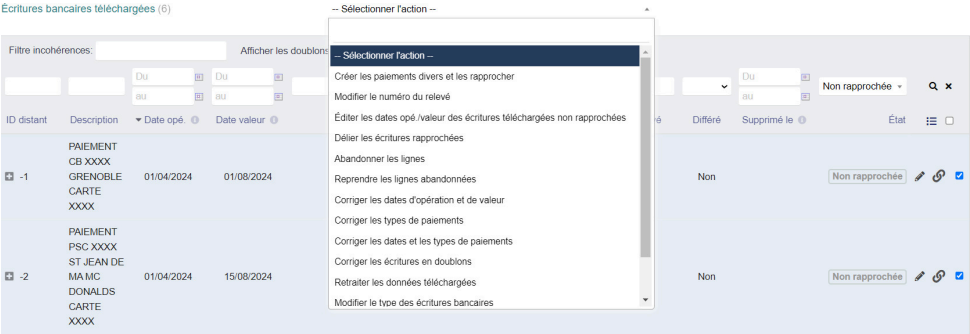 Écritures bancaires téléchargées (6)
-- Sélectionner l'action --
Filtre incohérences:
Afficher les doublons
-- Sélectionner l'action --
Créer les paiements divers et les rapprocher
Modifier le numéro du relevé
Éditer les dates opé./valeur des écritures téléchargées non rapprochées
Délier les écritures rapprochées
Abandonner les lignes
Reprendre les lignes abandonnées
Corriger les dates d'opération et de valeur
Corriger les types de paiements
Corriger les dates et les types de paiements
Corriger les écritures en doublons
Retraiter les données téléchargées
Modifier le type des écritures bancaires
Du
Du
Du
Non rapprochée
au
au
au
ID distant Description Date opé. Date valeur
Différé Supprimé le État
-1
PAIEMENT
CB XXXX
GRENOBLE
CARTE
XXXX
01/04/2024
01/08/2024
Non
Non rapprochée
-2
PAIEMENT
PSC XXXX
ST JEAN DE
MA MC
DONALDS
CARTE
XXXX
01/04/2024
15/08/2024
Non
Non rapprochée